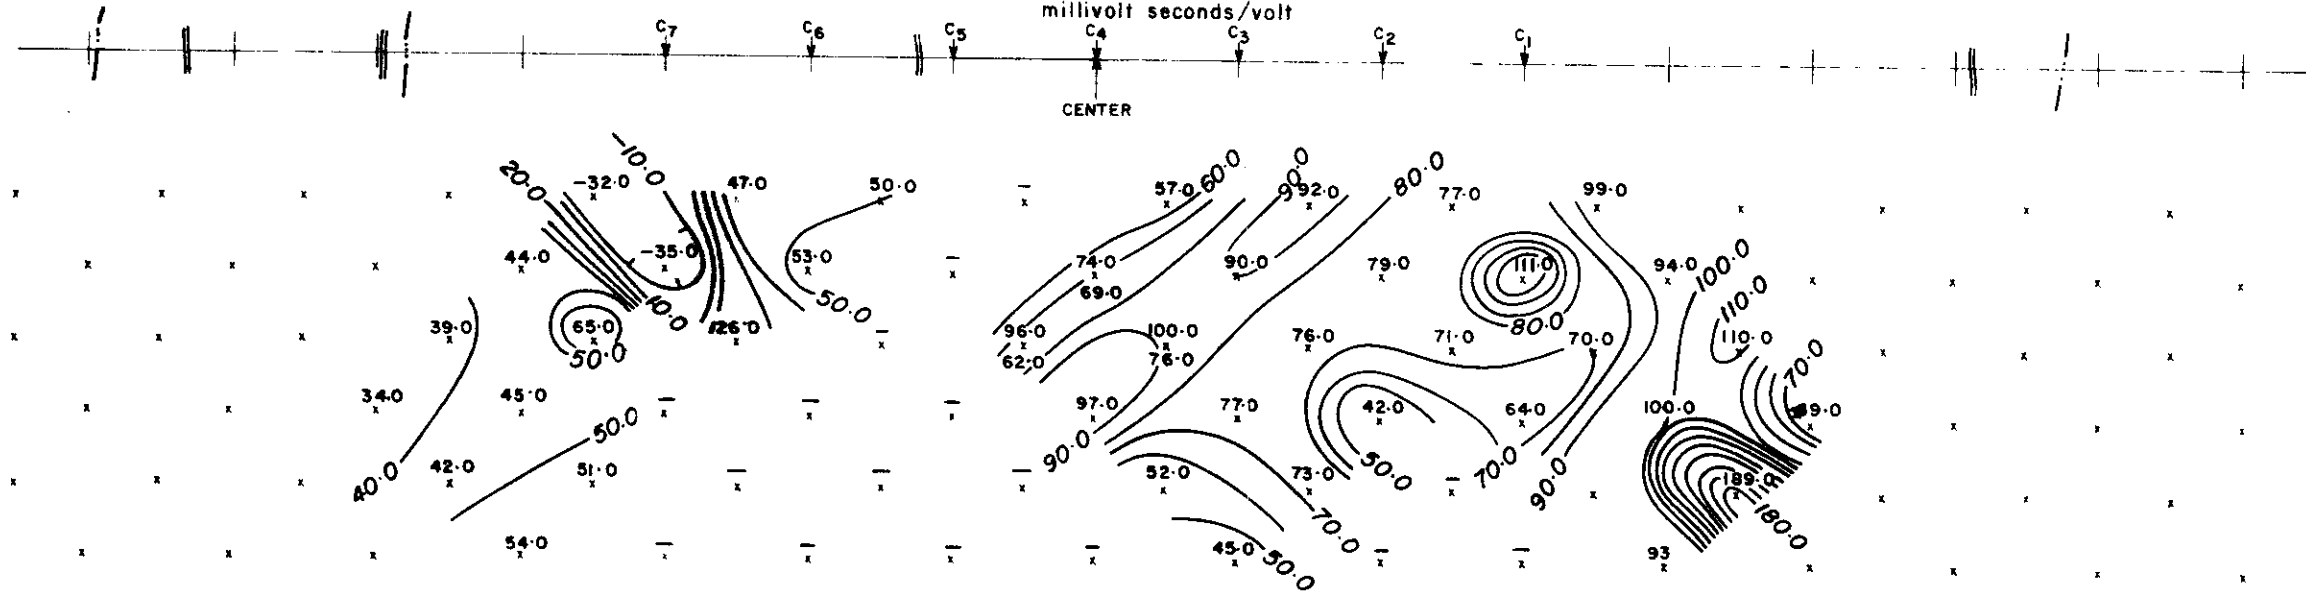 millivolt seconds/volt
C7 C6 C5 C4 C3 C2 C1
CENTER
-10.0 60.0 90.0 80.0
20.0 -32.0 47.0 50.0 — 57.0 92.0 77.0 99.0
44.0 -35.0 53.0 — 74.0 90.0 79.0 111.0 94.0 100.0
69.0 110.0
10.0 50.0
39.0 65.0 126.0 — 96.0 100.0 76.0 80.0 71.0 70.0 110.0
50.0 62.0 76.0 70.0
34.0 45.0 — — — 97.0 77.0 42.0 64.0 100.0
50.0 90.0
40.0 42.0 51.0 — — — 52.0 73.0 50.0 — 70.0 90.0 189.0
70.0 180.0
54.0 — — — — 45.0 50.0 — — 93